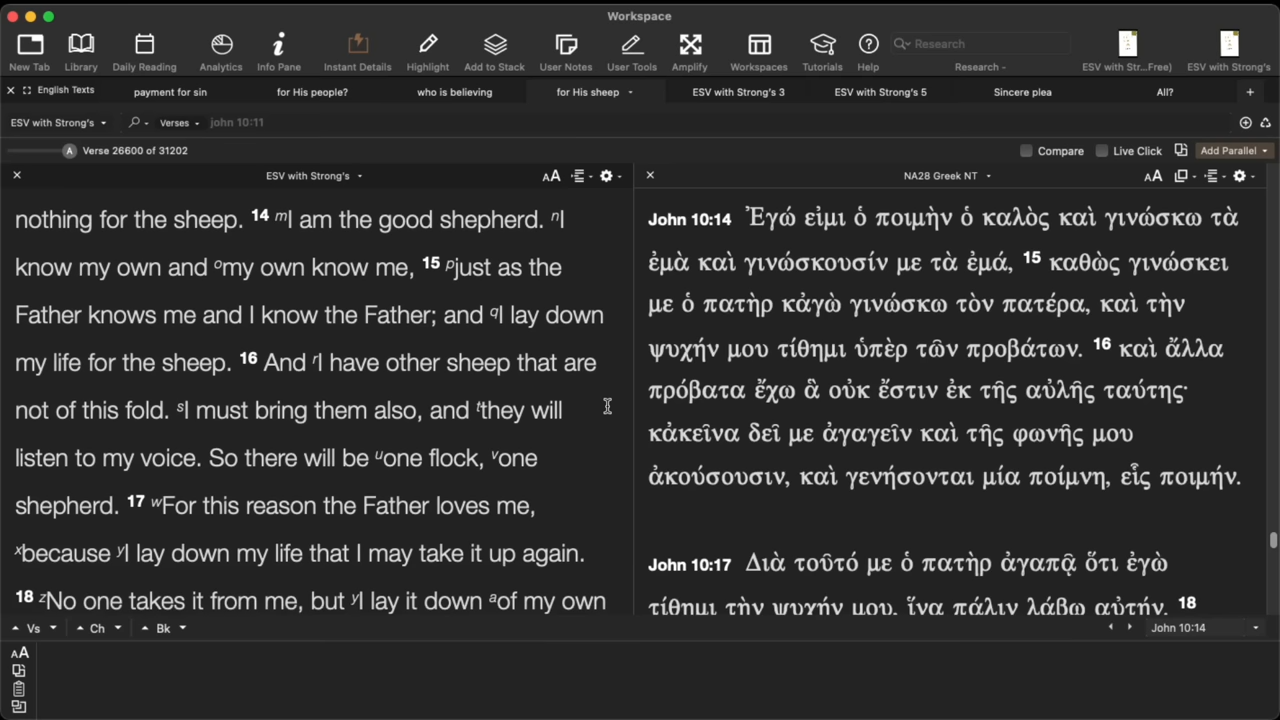 Workspace
New Tab
Library
Daily Reading
Analytics
Info Pane
Instant Details
Highlight
Add to Stack
User Notes
User Tools
Amplify
Workspaces
Tutorials
Help
Research
Research
ESV with Str...Free)
ESV with Strong's
English Texts
payment for sin
for His people?
who is believing
for His sheep
ESV with Strong's 3
ESV with Strong's 5
Sincere plea
All?
ESV with Strong's
Verses
john 10:11
A Verse 26600 of 31202
Compare
Live Click
Add Parallel
ESV with Strong's
AA
nothing for the sheep. 14 mI am the good shepherd. nI
know my own and omy own know me, 15 pjust as the
Father knows me and I know the Father; and qI lay down
my life for the sheep. 16 And rI have other sheep that are
not of this fold. sI must bring them also, and tthey will
listen to my voice. So there will be uone flock, vone
shepherd. 17 wFor this reason the Father loves me,
xbecause yI lay down my life that I may take it up again.
18 zNo one takes it from me, but yI lay it down aof my own
NA28 Greek NT
AA
John 10:14 Ἐγώ εἰμι ὁ ποιμὴν ὁ καλὸς καὶ γινώσκω τὰ
ἐμὰ καὶ γινώσκουσίν με τὰ ἐμά, 15 καθὼς γινώσκει
με ὁ πατὴρ κἀγὼ γινώσκω τὸν πατέρα, καὶ τὴν
ψυχήν μου τίθημι ὑπὲρ τῶν προβάτων. 16 καὶ ἄλλα
πρόβατα ἔχω ἃ οὐκ ἔστιν ἐκ τῆς αὐλῆς ταύτης·
κἀκεῖνα δεῖ με ἀγαγεῖν καὶ τῆς φωνῆς μου
ἀκούσουσιν, καὶ γενήσονται μία ποίμνη, εἷς ποιμήν.
John 10:17 Διὰ τοῦτό με ὁ πατὴρ ἀγαπᾷ ὅτι ἐγὼ
τίθημι τὴν ψυχήν μου, ἵνα πάλιν λάβω αὐτήν. 18
Vs
Ch
Bk
John 10:14
AA